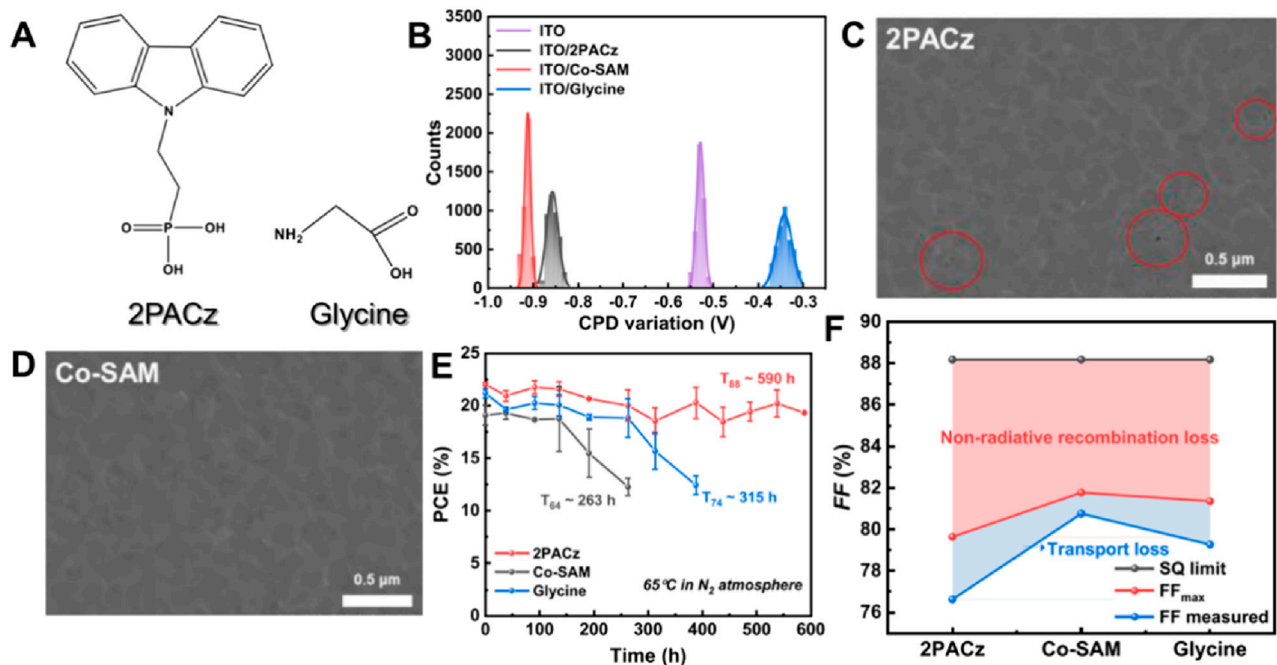 A
N
O
P
OH
OH
2PACz
NH₂
O
OH
Glycine
B
ITO
ITO/2PACz
ITO/Co-SAM
ITO/Glycine
Counts
3500
3000
2500
2000
1500
1000
500
0
-1.0 -0.9 -0.8 -0.7 -0.6 -0.5 -0.4 -0.3
CPD variation (V)
C
2PACz
0.5 µm
D
Co-SAM
0.5 µm
E
PCE (%)
25
20
15
10
5
0
T₈₈ ~ 590 h
T₆₄ ~ 263 h
T₇₄ ~ 315 h
2PACz
Co-SAM
Glycine
65°C in N₂ atmosphere
0 100 200 300 400 500 600
Time (h)
F
FF (%)
90
88
86
84
82
80
78
76
Non-radiative recombination loss
Transport loss
SQ limit
FFmax
FF measured
2PACz Co-SAM Glycine